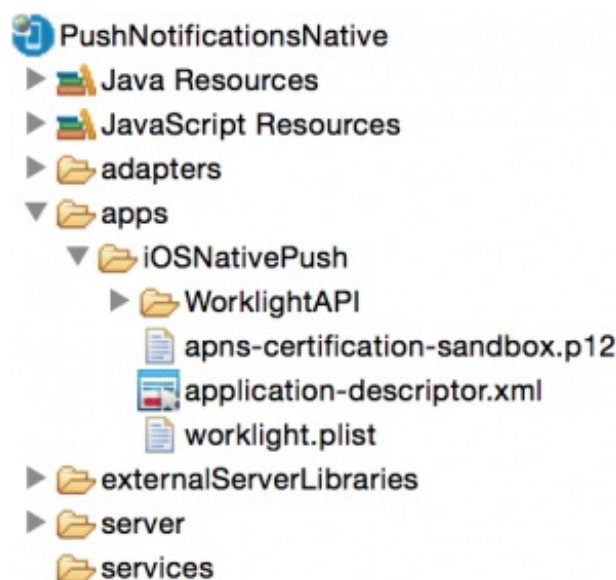 PushNotificationsNative
Java Resources
JavaScript Resources
adapters
apps
iOSNativePush
WorklightAPI
apns-certification-sandbox.p12
application-descriptor.xml
worklight.plist
externalServerLibraries
server
services